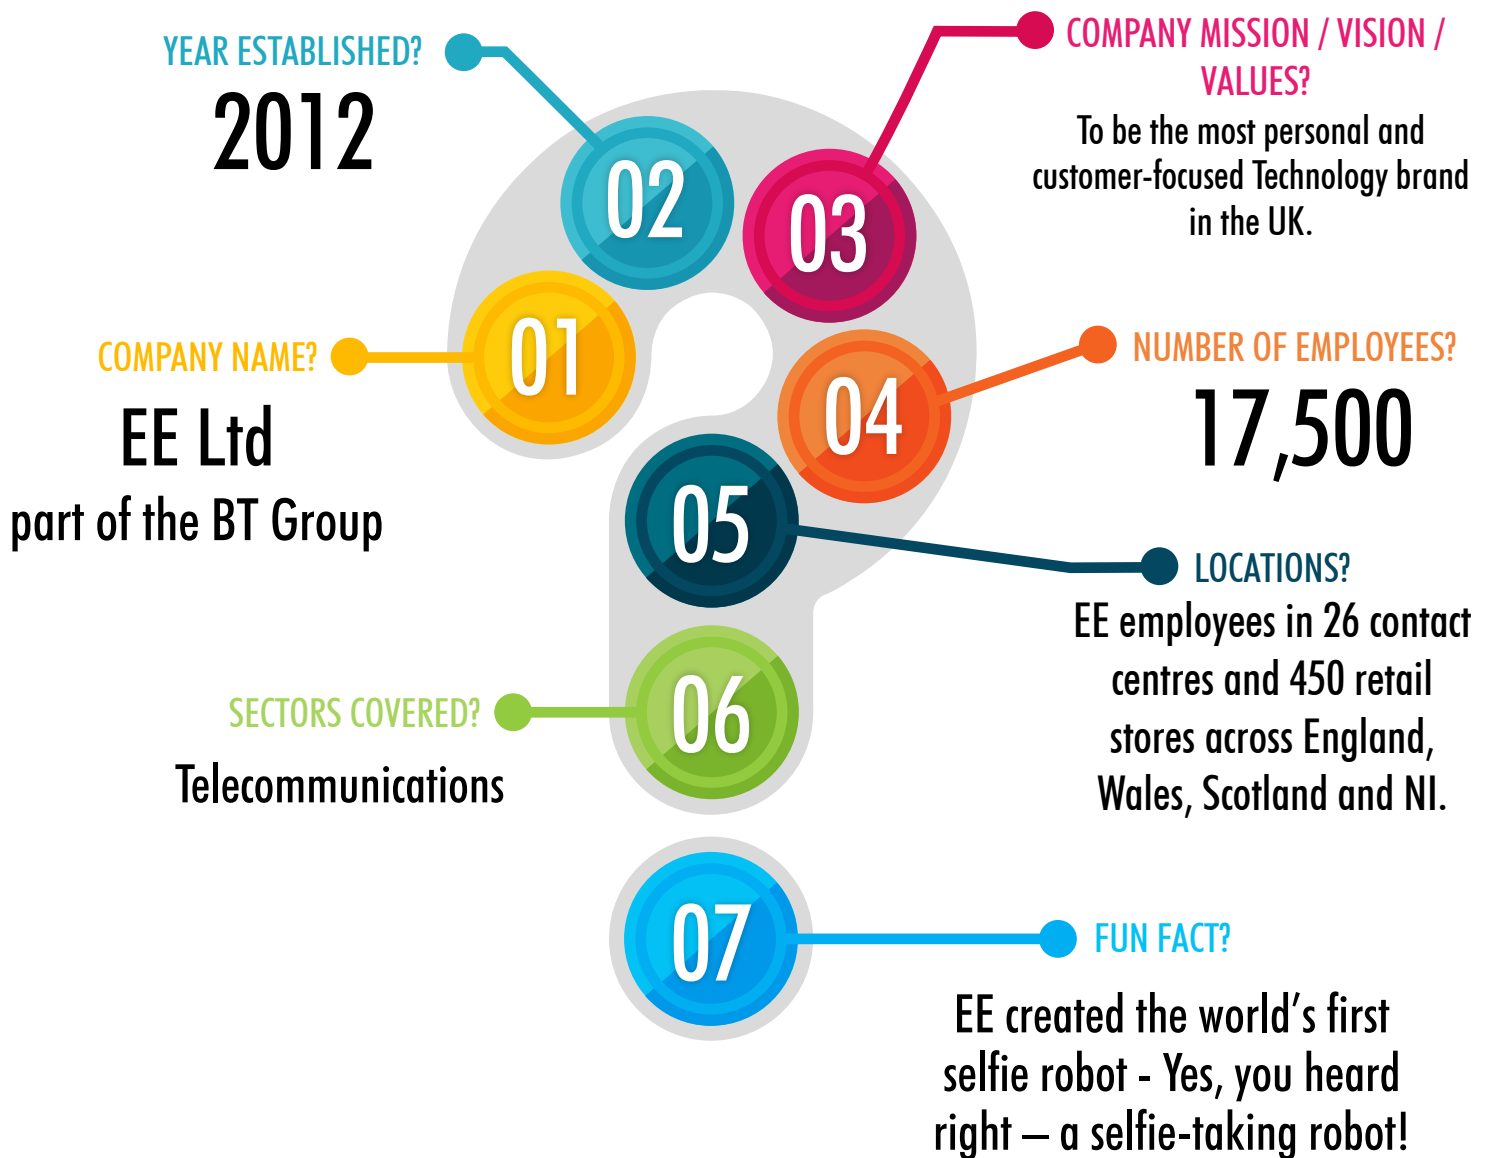 01
COMPANY NAME?
EE Ltd
part of the BT Group
02
YEAR ESTABLISHED?
2012
03
COMPANY MISSION / VISION /
VALUES?
To be the most personal and
customer-focused Technology brand
in the UK.
04
NUMBER OF EMPLOYEES?
17,500
05
LOCATIONS?
EE employees in 26 contact
centres and 450 retail
stores across England,
Wales, Scotland and NI.
06
SECTORS COVERED?
Telecommunications
07
FUN FACT?
EE created the world’s first
selfie robot - Yes, you heard
right – a selfie-taking robot!